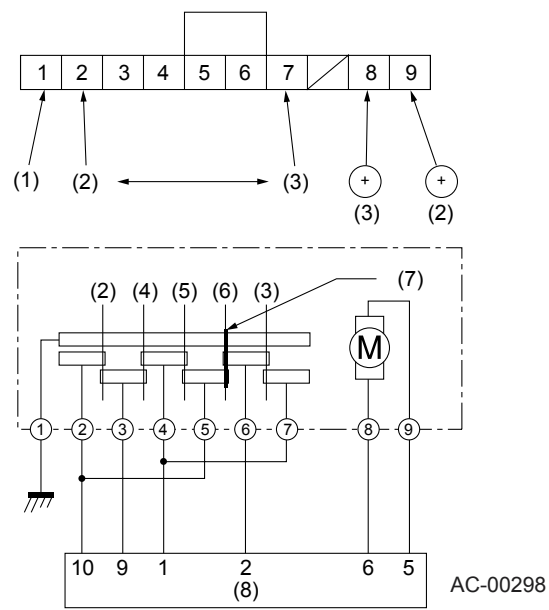 1 2 3 4 5 6 7 8 9
(1) (2) (3) + +
(3) (2)
(7)
(2) (4) (5) (6) (3)
M
1 2 3 4 5 6 7 8 9
10 9 1 2 6 5
(8)
AC-00298